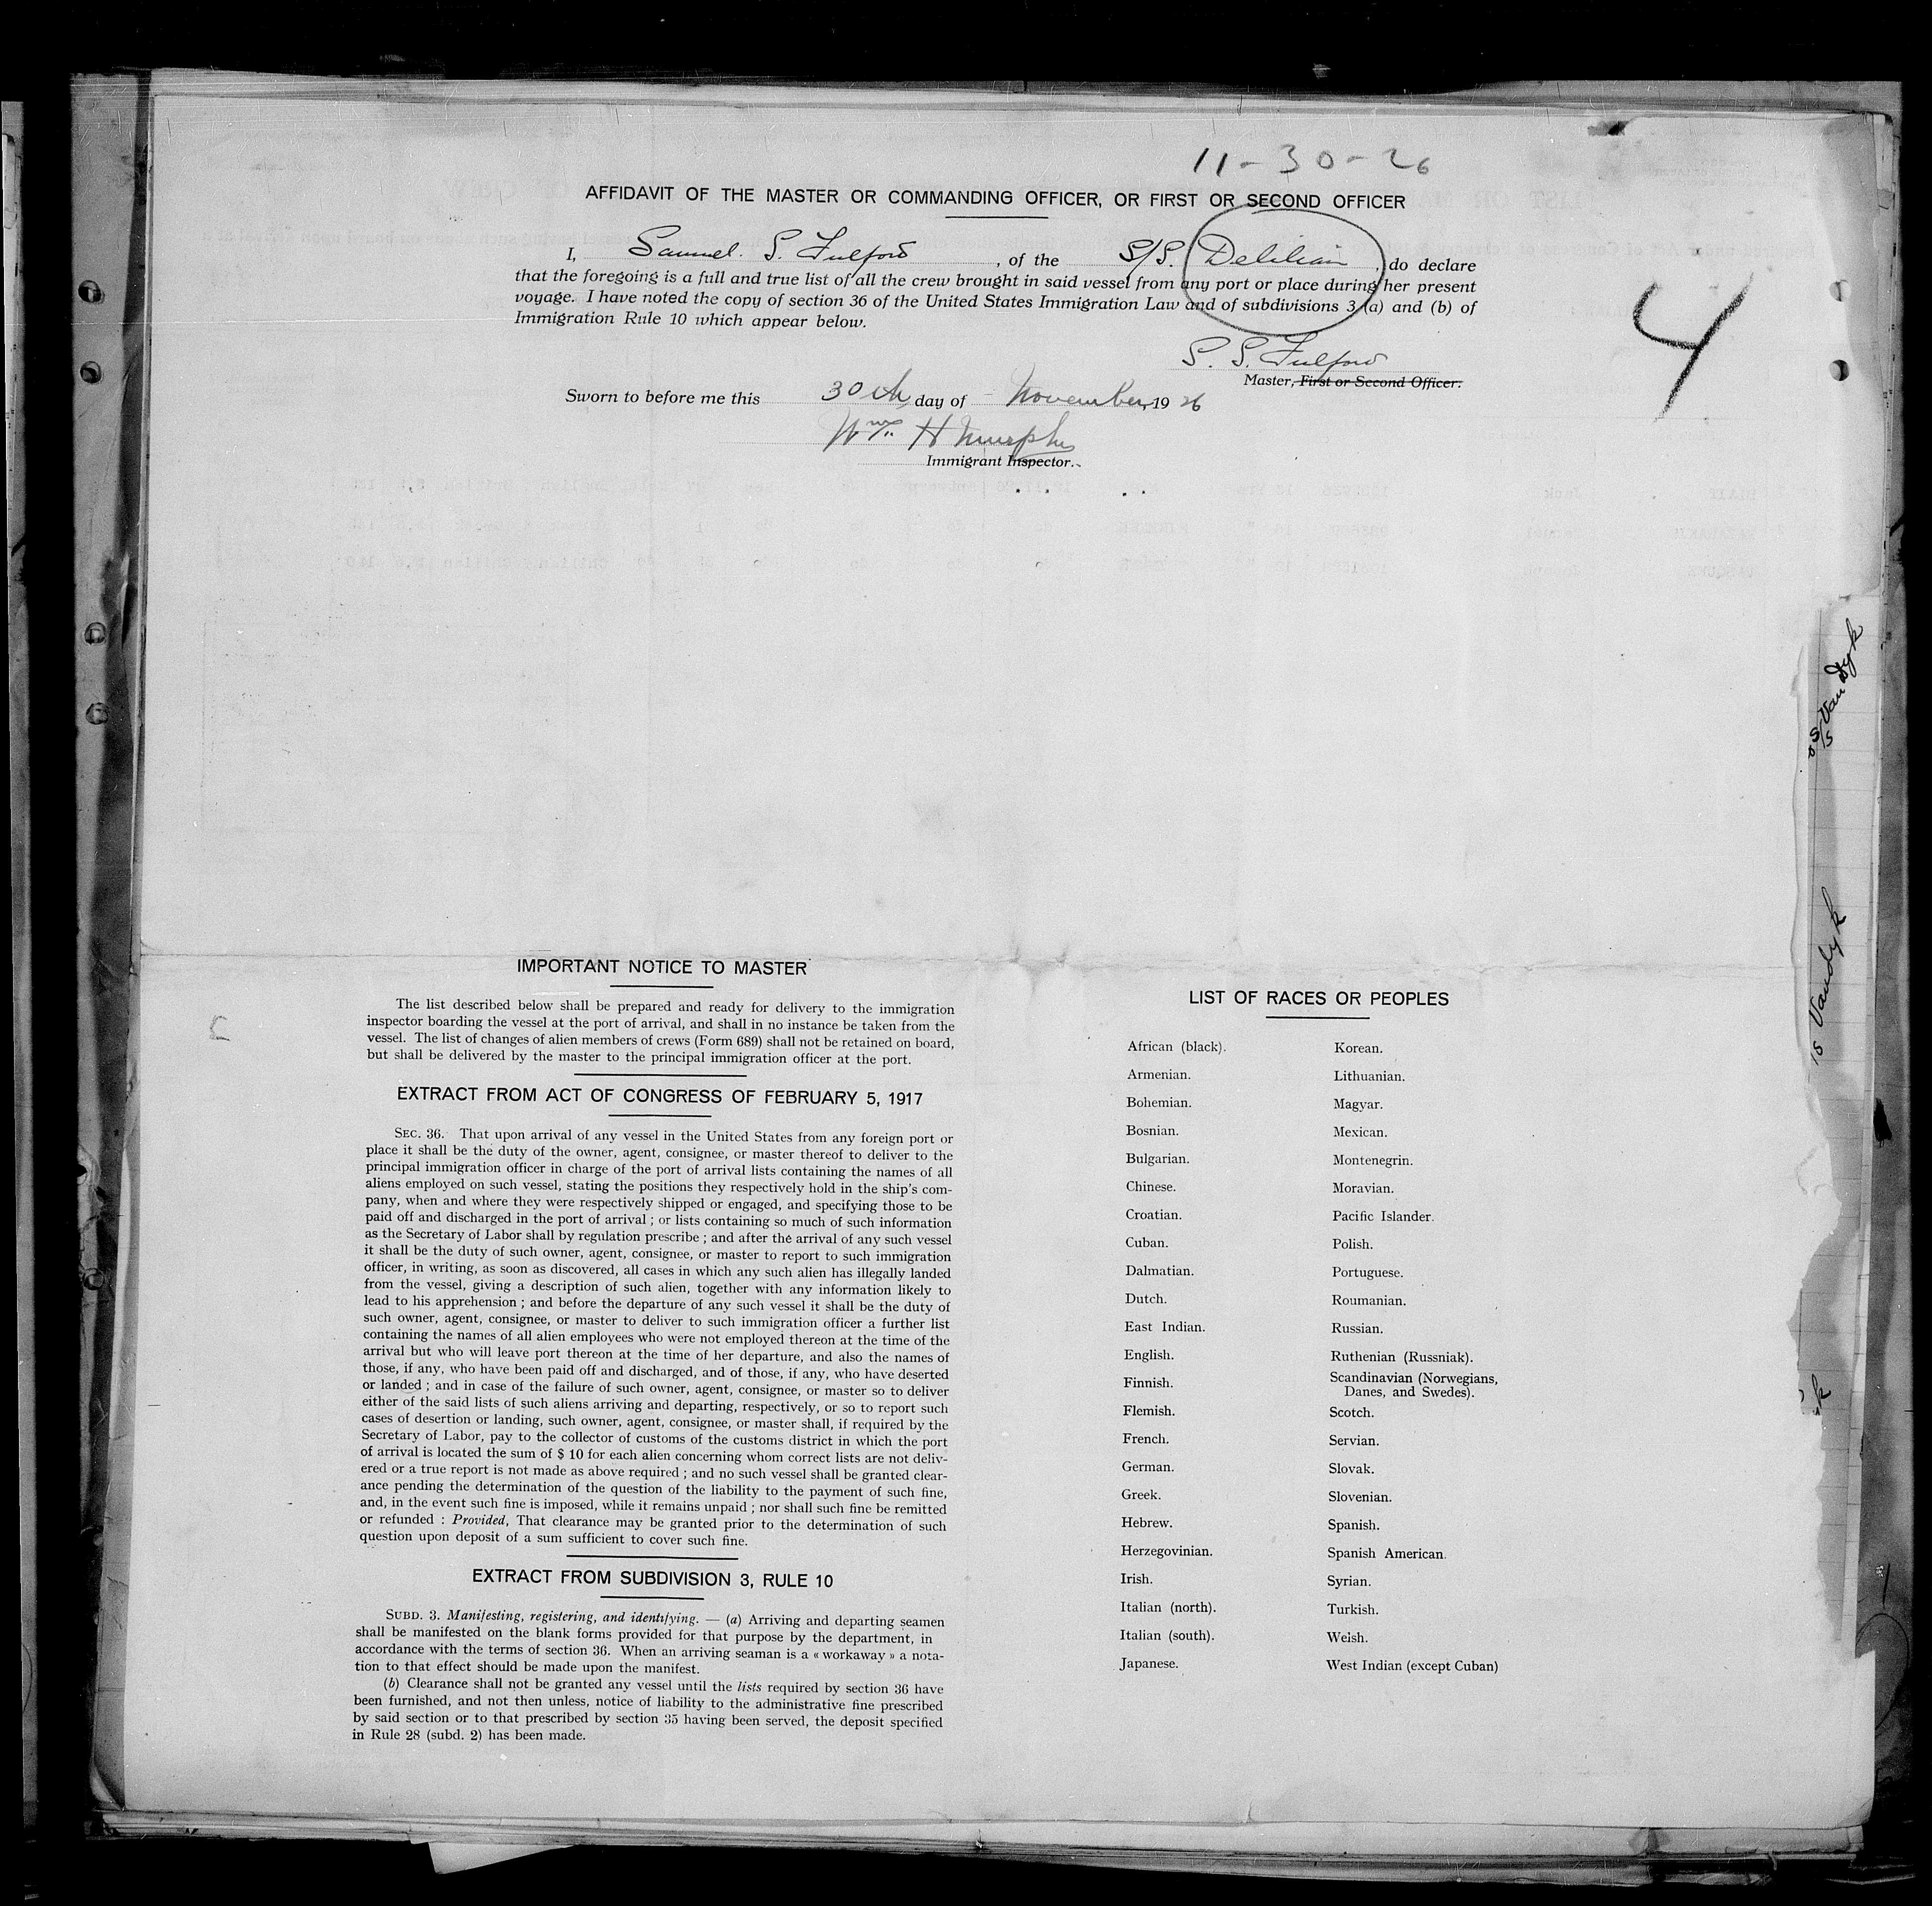 11-30-26
AFFIDAVIT OF THE MASTER OR COMMANDING OFFICER, OR FIRST OR SECOND OFFICER
I, Samuel. S. Fulford, of the S/S. Delilian, do declare
that the foregoing is a full and true list of all the crew brought in said vessel from any port or place during her present
voyage. I have noted the copy of section 36 of the United States Immigration Law and of subdivisions 3 (a) and (b) of
Immigration Rule 10 which appear below.
4
S. S. Fulford
Master, First or Second Officer.
Sworn to before me this 30th day of November, 1926
Wm. H Murphy
Immigrant Inspector.
S/S Van Dyk
Vandyk
IMPORTANT NOTICE TO MASTER
The list described below shall be prepared and ready for delivery to the immigration
inspector boarding the vessel at the port of arrival, and shall in no instance be taken from the
vessel. The list of changes of alien members of crews (Form 689) shall not be retained on board,
but shall be delivered by the master to the principal immigration officer at the port.
EXTRACT FROM ACT OF CONGRESS OF FEBRUARY 5, 1917
SEC. 36. That upon arrival of any vessel in the United States from any foreign port or
place it shall be the duty of the owner, agent, consignee, or master thereof to deliver to the
principal immigration officer in charge of the port of arrival lists containing the names of all
aliens employed on such vessel, stating the positions they respectively hold in the ship's com-
pany, when and where they were respectively shipped or engaged, and specifying those to be
paid off and discharged in the port of arrival ; or lists containing so much of such information
as the Secretary of Labor shall by regulation prescribe ; and after the arrival of any such vessel
it shall be the duty of such owner, agent, consignee, or master to report to such immigration
officer, in writing, as soon as discovered, all cases in which any such alien has illegally landed
from the vessel, giving a description of such alien, together with any information likely to
lead to his apprehension ; and before the departure of any such vessel it shall be the duty of
such owner, agent, consignee, or master to deliver to such immigration officer a further list
containing the names of all alien employees who were not employed thereon at the time of the
arrival but who will leave port thereon at the time of her departure, and also the names of
those, if any, who have been paid off and discharged, and of those, if any, who have deserted
or landed ; and in case of the failure of such owner, agent, consignee, or master so to deliver
either of the said lists of such aliens arriving and departing, respectively, or so to report such
cases of desertion or landing, such owner, agent, consignee, or master shall, if required by the
Secretary of Labor, pay to the collector of customs of the customs district in which the port
of arrival is located the sum of $ 10 for each alien concerning whom correct lists are not deliv-
ered or a true report is not made as above required ; and no such vessel shall be granted clear-
ance pending the determination of the question of the liability to the payment of such fine,
and, in the event such fine is imposed, while it remains unpaid ; nor shall such fine be remitted
or refunded : Provided, That clearance may be granted prior to the determination of such
question upon deposit of a sum sufficient to cover such fine.
EXTRACT FROM SUBDIVISION 3, RULE 10
SUBD. 3. Manifesting, registering, and identifying. — (a) Arriving and departing seamen
shall be manifested on the blank forms provided for that purpose by the department, in
accordance with the terms of section 36. When an arriving seaman is a « workaway » a nota-
tion to that effect should be made upon the manifest.
(b) Clearance shall not be granted any vessel until the lists required by section 36 have
been furnished, and not then unless, notice of liability to the administrative fine prescribed
by said section or to that prescribed by section 35 having been served, the deposit specified
in Rule 28 (subd. 2) has been made.
LIST OF RACES OR PEOPLES
African (black).
Armenian.
Bohemian.
Bosnian.
Bulgarian.
Chinese.
Croatian.
Cuban.
Dalmatian.
Dutch.
East Indian.
English.
Finnish.
Flemish.
French.
German.
Greek.
Hebrew.
Herzegovinian.
Irish.
Italian (north).
Italian (south).
Japanese.
Korean.
Lithuanian.
Magyar.
Mexican.
Montenegrin.
Moravian.
Pacific Islander.
Polish.
Portuguese.
Roumanian.
Russian.
Ruthenian (Russniak).
Scandinavian (Norwegians,
Danes, and Swedes).
Scotch.
Servian.
Slovak.
Slovenian.
Spanish.
Spanish American.
Syrian.
Turkish.
Welsh.
West Indian (except Cuban)